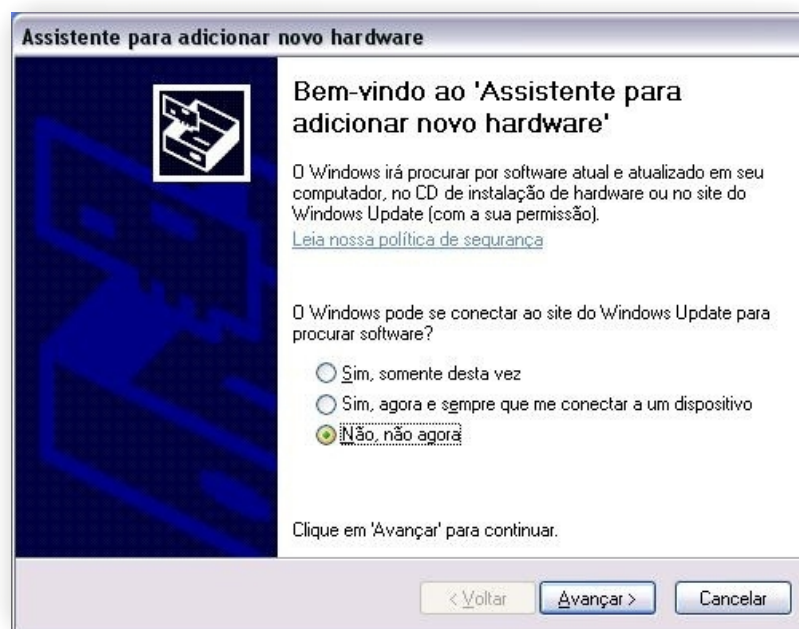 Assistente para adicionar novo hardware
Bem-vindo ao 'Assistente para
adicionar novo hardware'
O Windows irá procurar por software atual e atualizado em seu
computador, no CD de instalação de hardware ou no site do
Windows Update (com a sua permissão).
Leia nossa política de segurança
O Windows pode se conectar ao site do Windows Update para
procurar software?
Sim, somente desta vez
Sim, agora e sempre que me conectar a um dispositivo
Não, não agora
Clique em 'Avançar' para continuar.
< Voltar
Avançar >
Cancelar